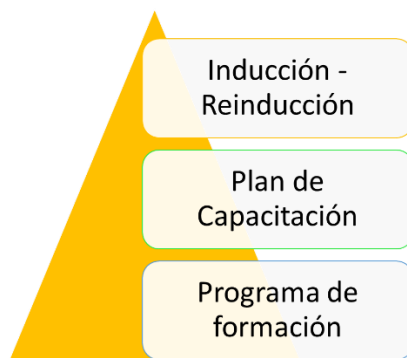 Inducción -
Reinducción
Plan de
Capacitación
Programa de
formación